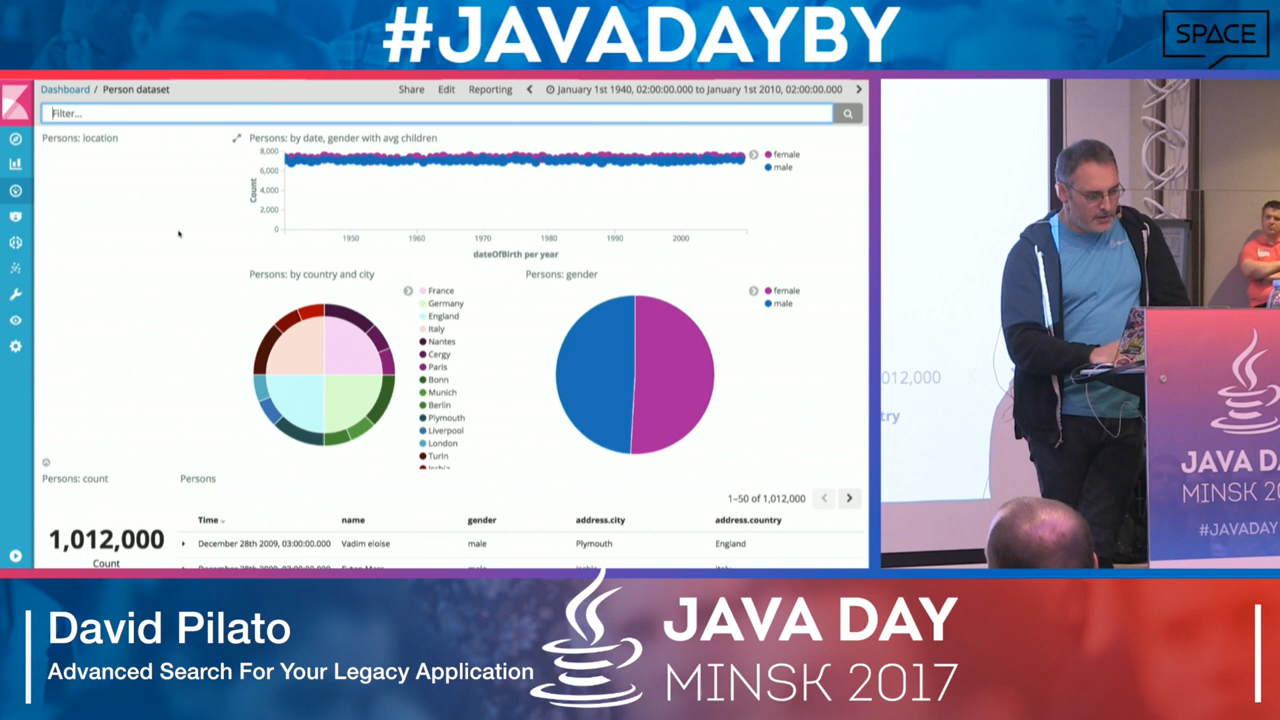 #JAVADAYBY
SPACE
Dashboard / Person dataset
Share Edit Reporting January 1st 1940, 02:00:00.000 to January 1st 2010, 02:00:00.000
Filter...
Persons: location
Persons: by date, gender with avg children
8,000
6,000
4,000
2,000
0
Count
1950 1960 1970 1980 1990 2000
dateOfBirth per year
female
male
Persons: by country and city
France
Germany
England
Italy
Nantes
Cergy
Paris
Bonn
Munich
Berlin
Plymouth
Liverpool
London
Turin
Persons: gender
female
male
Persons: count
1,012,000
Count
Persons
1–50 of 1,012,000
Time name gender address.city address.country
December 28th 2009, 03:00:00.000 Vadim eloise male Plymouth England
012,000
try
JAVA D
MINSK 20
#JAVADAY
David Pilato
Advanced Search For Your Legacy Application
JAVA DAY
MINSK 2017